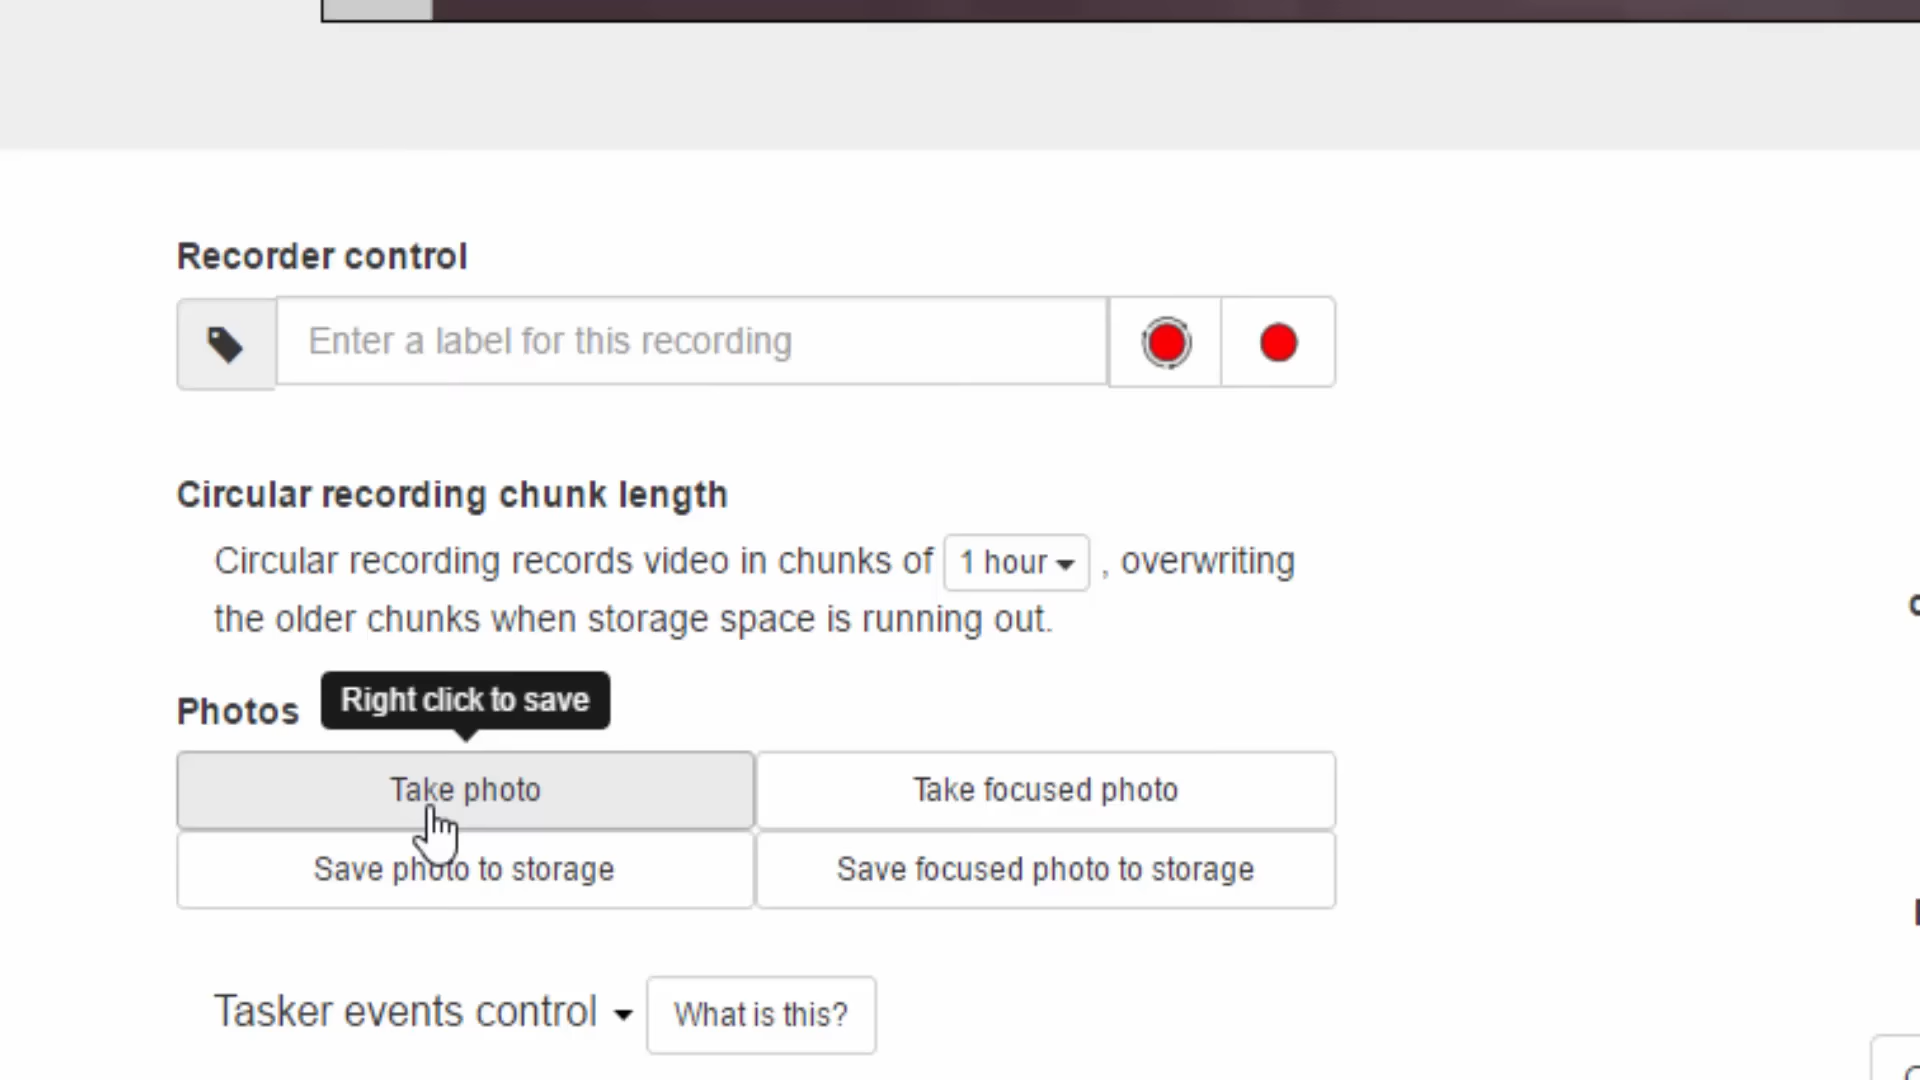 Recorder control
Enter a label for this recording
Circular recording chunk length
Circular recording records video in chunks of 1 hour , overwriting
the older chunks when storage space is running out.
Photos
Right click to save
Take photo
Take focused photo
Save photo to storage
Save focused photo to storage
Tasker events control
What is this?